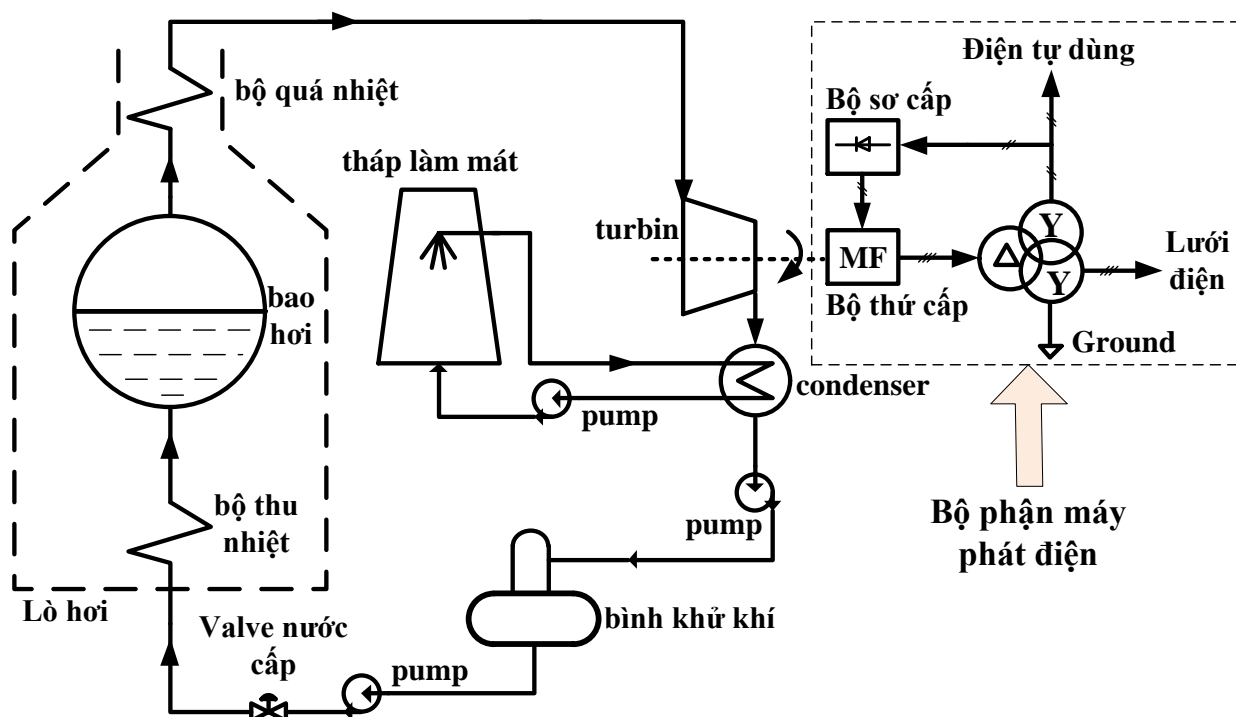 Điện tự dùng
bộ quá nhiệt
Bộ sơ cấp
tháp làm mát
turbin
Y
Δ
Y
MF
Lưới
điện
Bộ thứ cấp
bao
hơi
Ground
condenser
pump
bộ thu
nhiệt
pump
Bộ phận máy
phát điện
Lò hơi
bình khử khí
Valve nước
cấp
pump